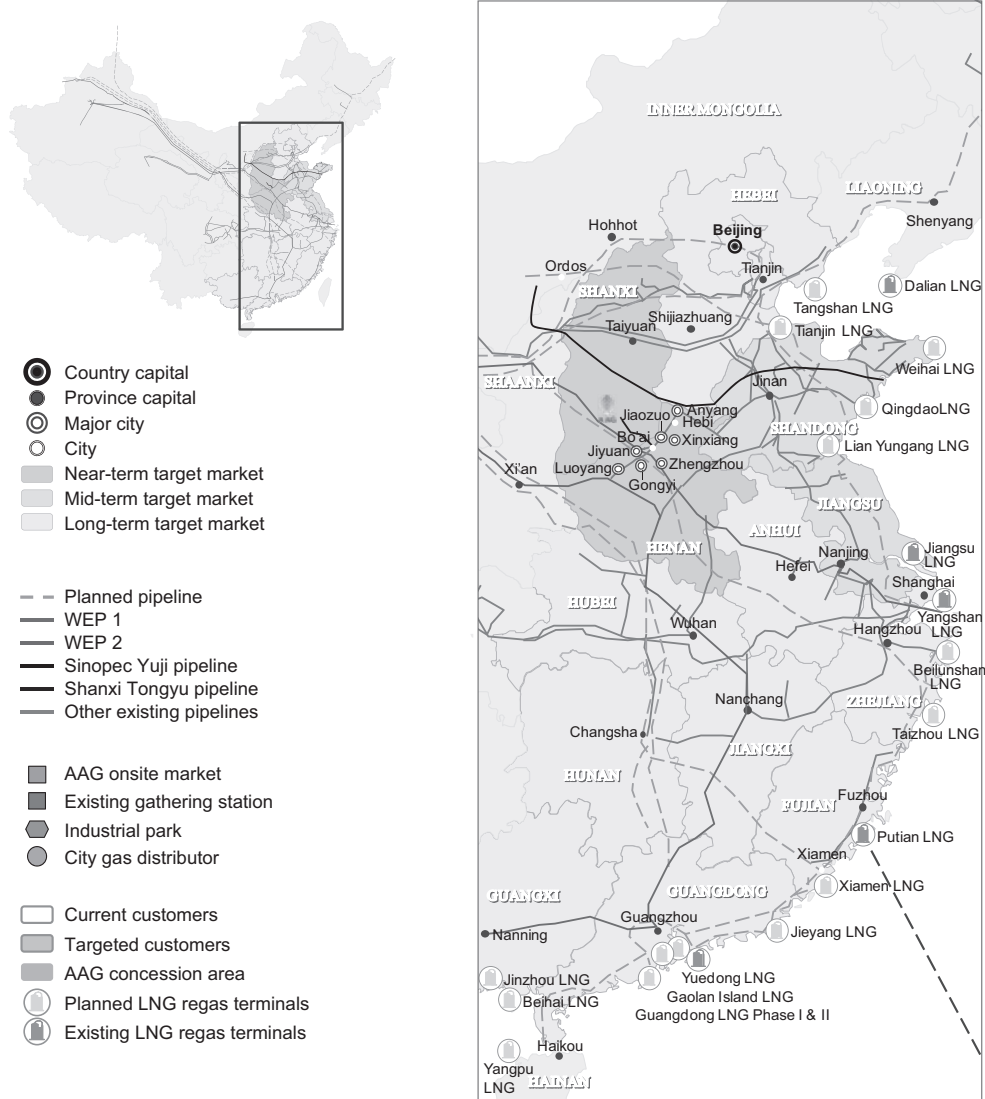 Country capital
Province capital
Major city
City
Near-term target market
Mid-term target market
Long-term target market
Planned pipeline
WEP 1
WEP 2
Sinopec Yuji pipeline
Shanxi Tongyu pipeline
Other existing pipelines
AAG onsite market
Existing gathering station
Industrial park
City gas distributor
Current customers
Targeted customers
AAG concession area
Planned LNG regas terminals
Existing LNG regas terminals
INNER MONGOLIA
LIAONING
HEBEI
Shenyang
Hohhot
Beijing
Ordos
Tianjin
Dalian LNG
SHANXI
Tangshan LNG
Shijiazhuang
Taiyuan
Tianjin LNG
Weihai LNG
SHAANXI
Jinan
QingdaoLNG
Jiaozuo
Anyang
Hebi
SHANDONG
Bo'ai
Xinxiang
Lian Yungang LNG
Jiyuan
Xi'an
Luoyang
Zhengzhou
Gongyi
JIANGSU
ANHUI
HENAN
Nanjing
Jiangsu
LNG
Hefei
Shanghai
HUBEI
Yangshan
LNG
Wuhan
Hangzhou
Beilunshan
LNG
Nanchang
ZHEJIANG
Changsha
Taizhou LNG
JIANGXI
HUNAN
Fuzhou
FUJIAN
Putian LNG
Xiamen
Xiamen LNG
GUANGXI
GUANGDONG
Guangzhou
Nanning
Jieyang LNG
Jinzhou LNG
Yuedong LNG
Gaolan Island LNG
Beihai LNG
Guangdong LNG Phase I & II
Haikou
Yangpu
LNG
HAINAN